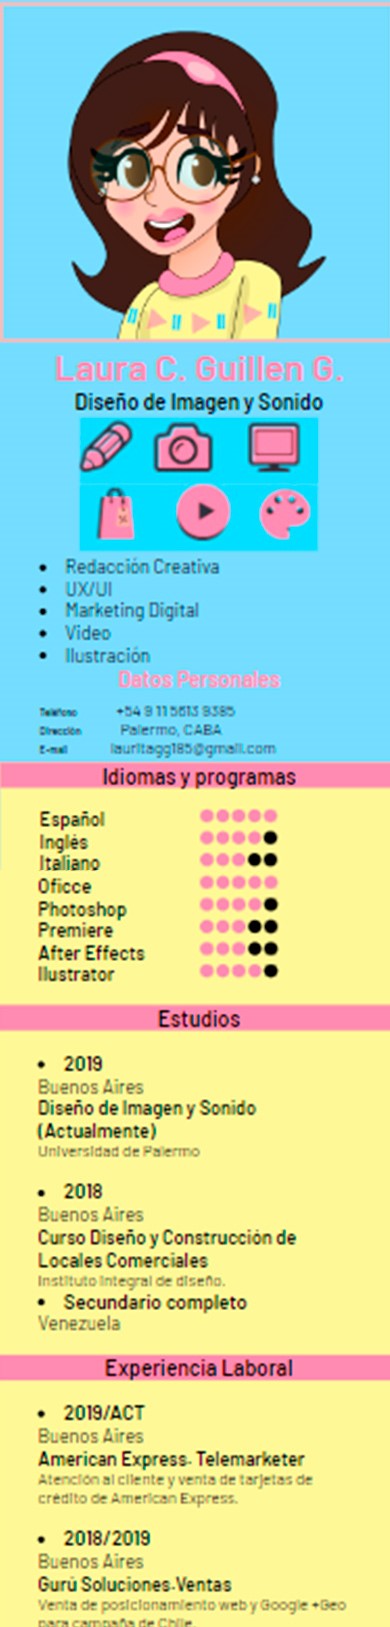 Laura C. Guillen G.
Diseño de Imagen y Sonido
• Redacción Creativa
• UX/UI
• Marketing Digital
• Video
• Ilustración
Datos Personales
Teléfono +54 9 11 5613 9385
Dirección Palermo, CABA
E-mail lauritagg185@gmail.com
Idiomas y programas
Español
Inglés
Italiano
Oficce
Photoshop
Premiere
After Effects
Ilustrator
Estudios
• 2019
Buenos Aires
Diseño de Imagen y Sonido
(Actualmente)
Universidad de Palermo
• 2018
Buenos Aires
Curso Diseño y Construcción de
Locales Comerciales
Instituto Integral de diseño.
• Secundario completo
Venezuela
Experiencia Laboral
• 2019/ACT
Buenos Aires
American Express- Telemarketer
Atención al cliente y venta de tarjetas de
crédito de American Express.
• 2018/2019
Buenos Aires
Gurú Soluciones-Ventas
Venta de posicionamiento web y Google +Geo
para campaña de Chile.